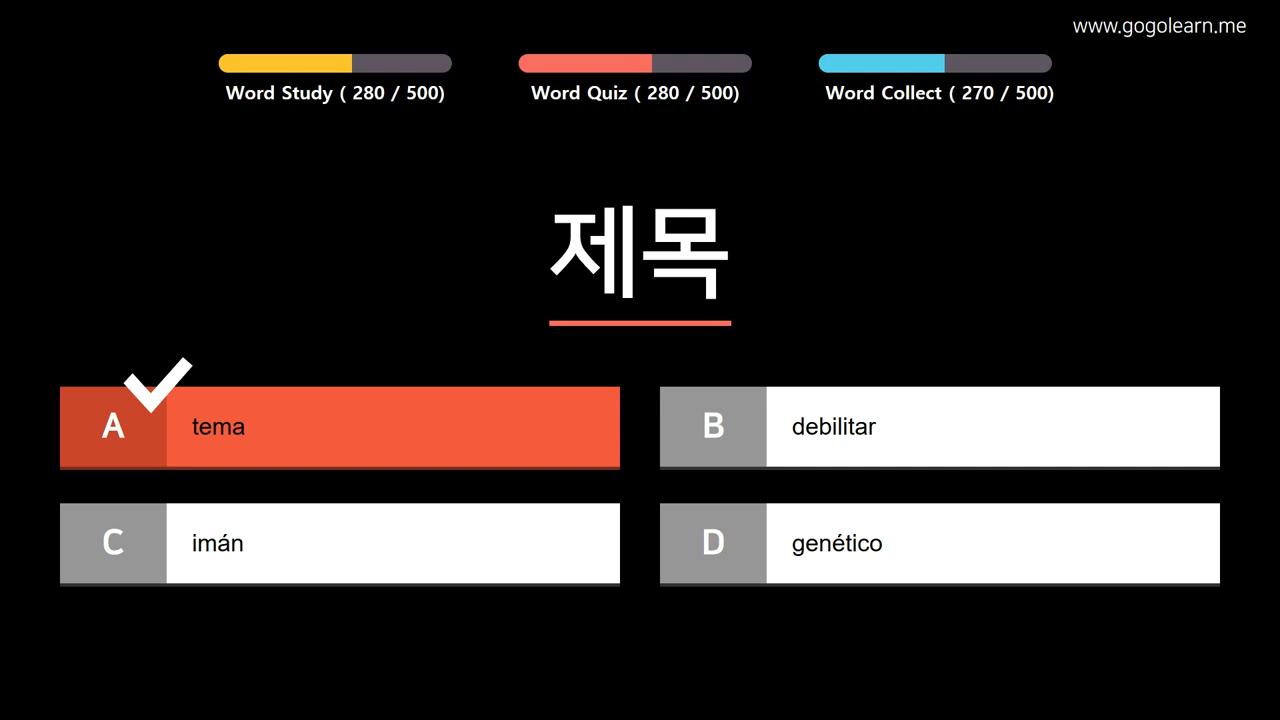 www.gogolearn.me
Word Study ( 280 / 500)
Word Quiz ( 280 / 500)
Word Collect ( 270 / 500)
제목
A tema
B debilitar
C imán
D genético